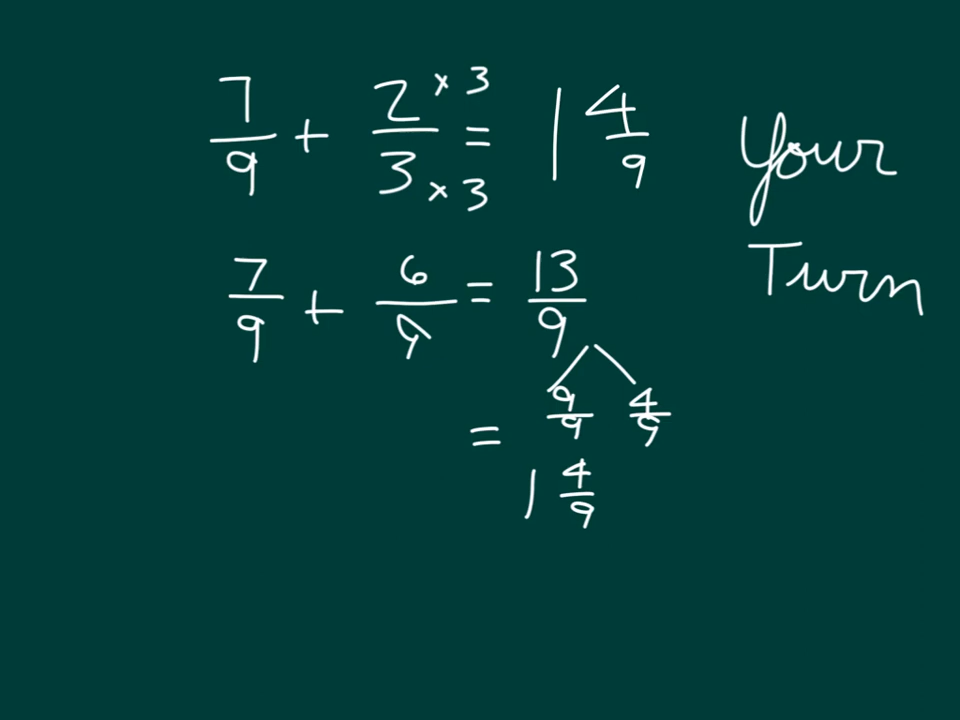 7/9 + 2/3 ×3 ×3 = 1 4/9
Your
Turn
7/9 + 6/9 = 13/9
= 9/9 4/9
1 4/9